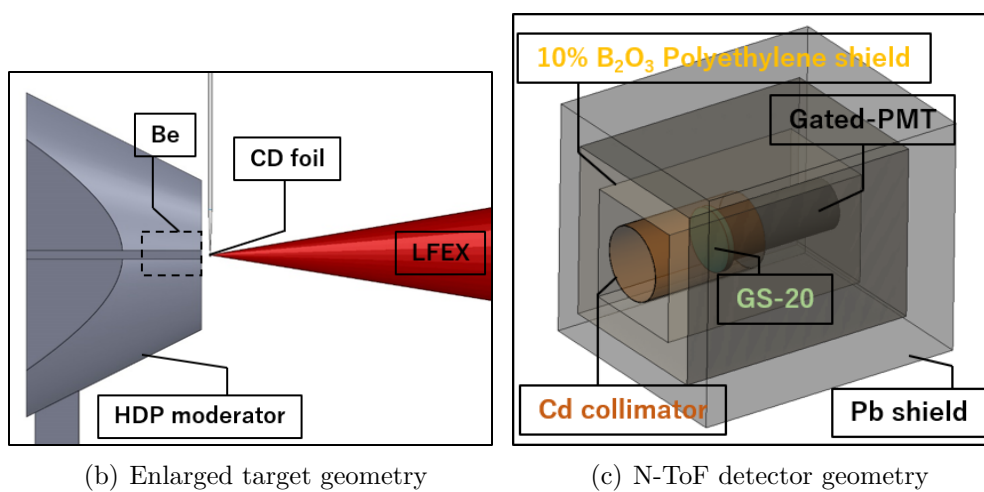 Be
CD foil
LFEX
HDP moderator
(b) Enlarged target geometry
10% B₂O₃ Polyethylene shield
Gated-PMT
GS-20
Cd collimator
Pb shield
(c) N-ToF detector geometry